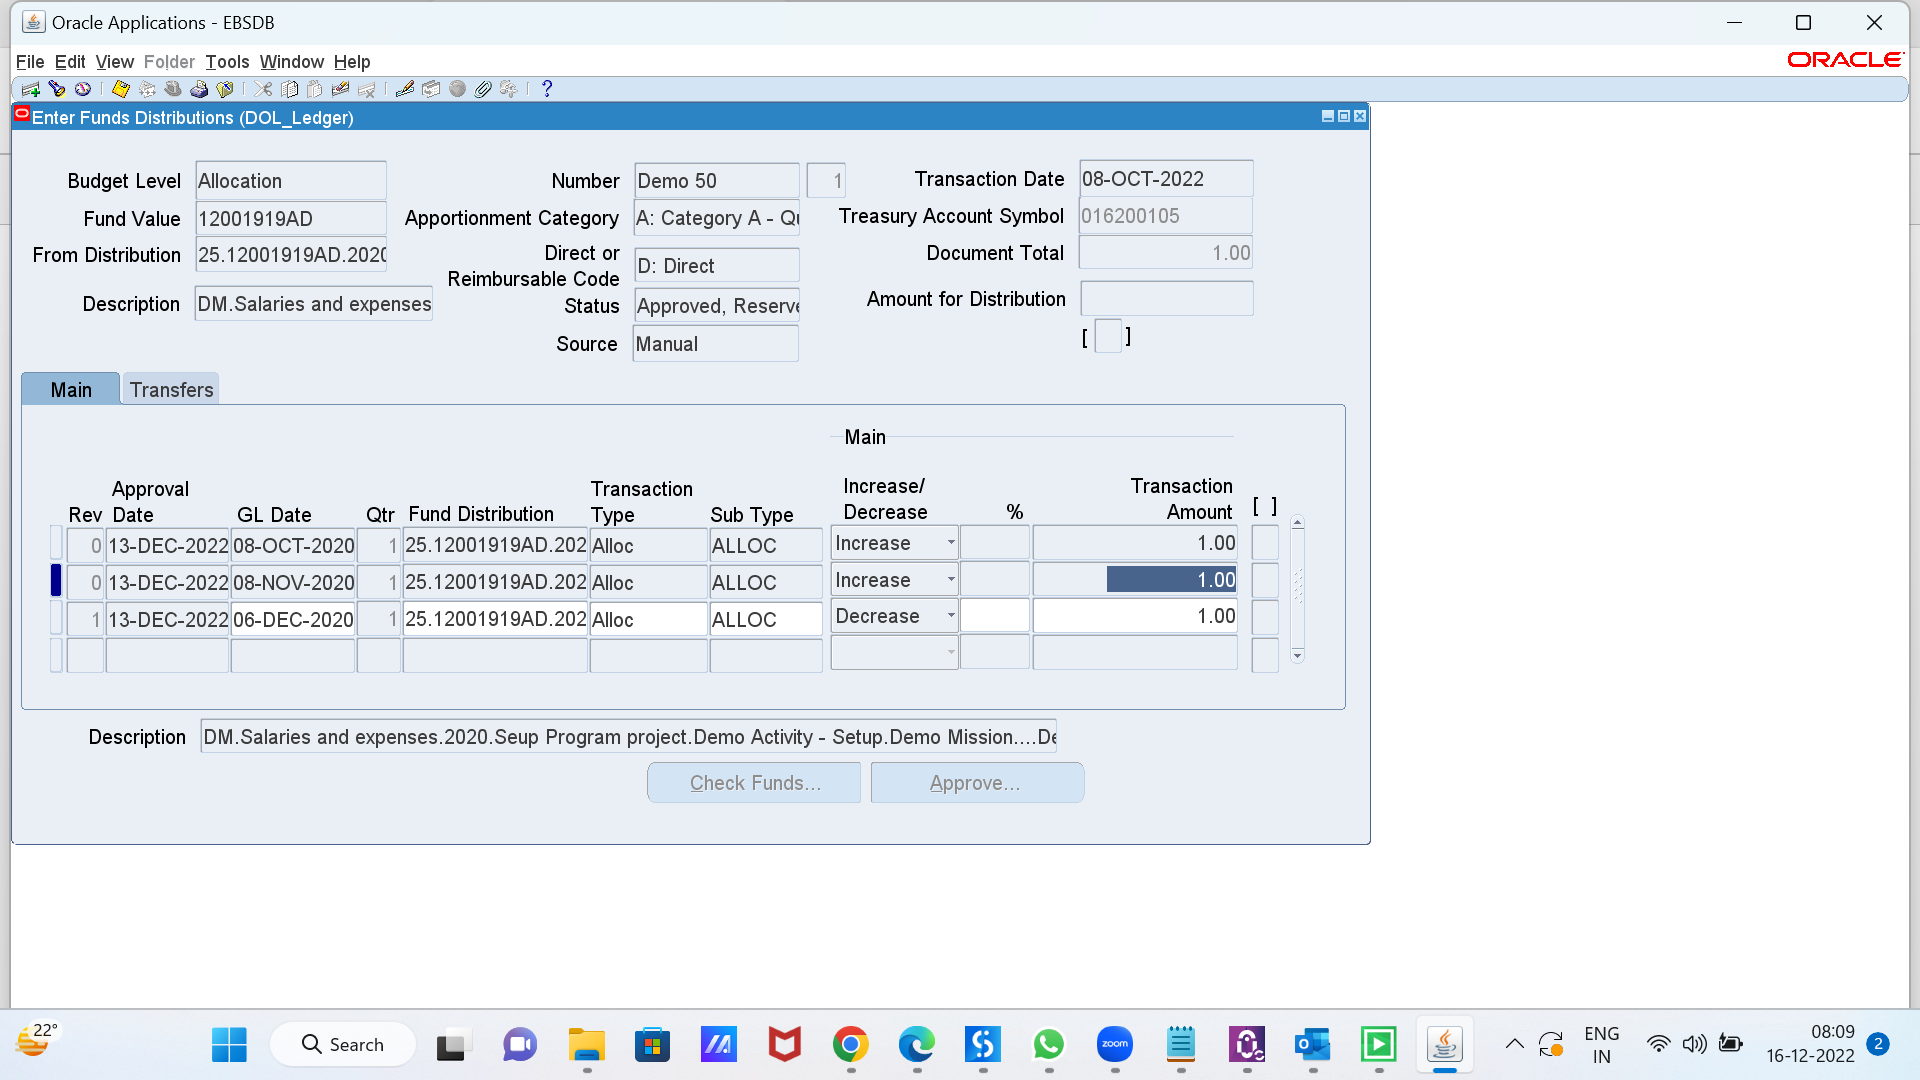 Oracle Applications - EBSDB
File Edit View Folder Tools Window Help
ORACLE
Enter Funds Distributions (DOL_Ledger)
Budget Level Allocation Number Demo 50 1 Transaction Date 08-OCT-2022
Fund Value 12001919AD Apportionment Category A: Category A - Qu Treasury Account Symbol 016200105
From Distribution 25.12001919AD.2020 Direct or Reimbursable Code D: Direct Document Total 1.00
Description DM.Salaries and expenses Status Approved, Reserve Amount for Distribution
Source Manual [ ]
Main Transfers
Main
Rev Approval Date GL Date Qtr Fund Distribution Transaction Type Sub Type Increase/ Decrease % Transaction Amount [ ]
0 13-DEC-2022 08-OCT-2020 1 25.12001919AD.202 Alloc ALLOC Increase 1.00
0 13-DEC-2022 08-NOV-2020 1 25.12001919AD.202 Alloc ALLOC Increase 1.00
1 13-DEC-2022 06-DEC-2020 1 25.12001919AD.202 Alloc ALLOC Decrease 1.00
Description DM.Salaries and expenses.2020.Seup Program project.Demo Activity - Setup.Demo Mission....De
Check Funds... Approve...
22° Search zoom ENG IN 08:09 16-12-2022 2